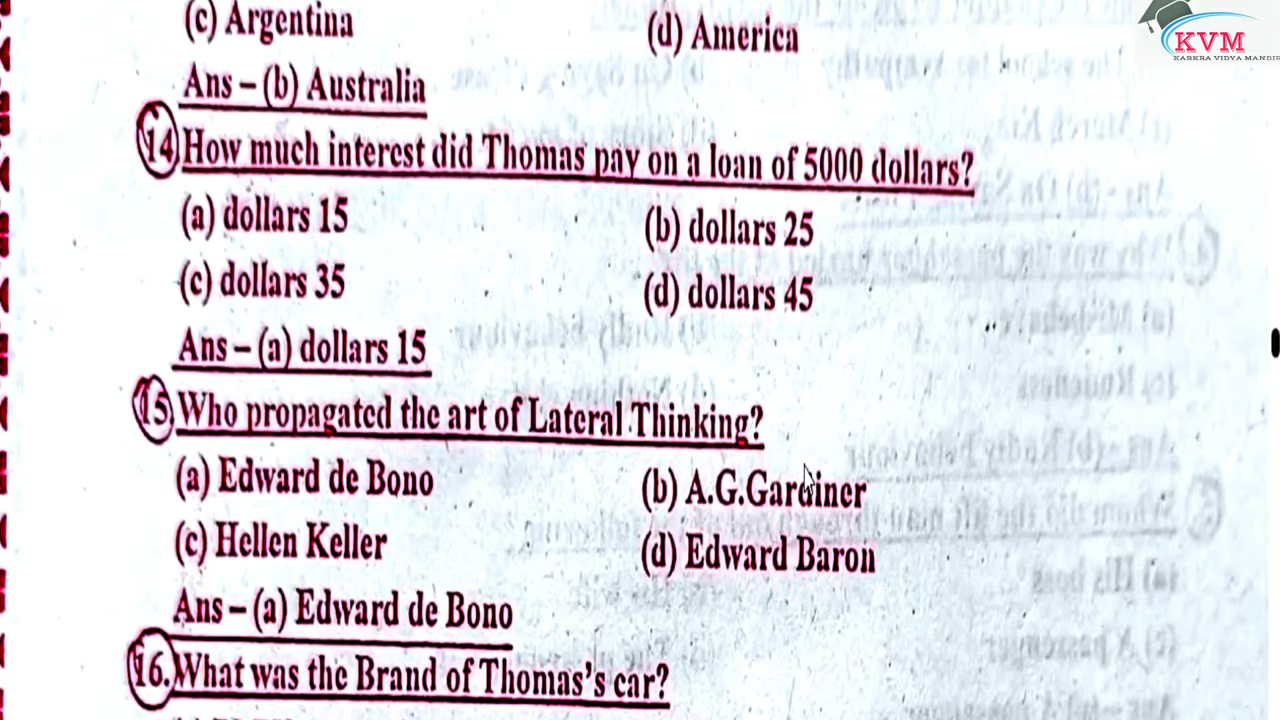 KVM
KARKRA VIDYA MANDIR
(c) Argentina (d) America
Ans – (b) Australia
14 How much interest did Thomas pay on a loan of 5000 dollars?
(a) dollars 15 (b) dollars 25
(c) dollars 35 (d) dollars 45
Ans – (a) dollars 15
15. Who propagated the art of Lateral Thinking?
(a) Edward de Bono (b) A.G.Gardiner
(c) Hellen Keller (d) Edward Baron
Ans – (a) Edward de Bono
16. What was the Brand of Thomas's car?